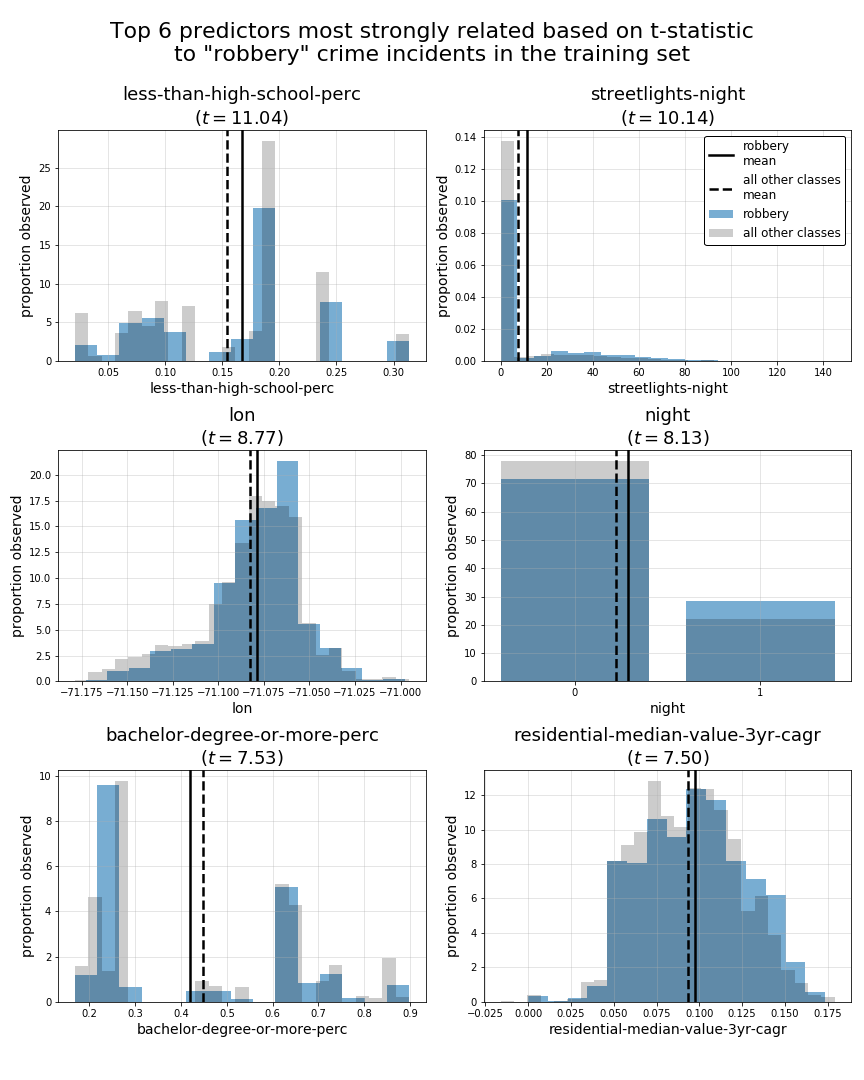 Top 6 predictors most strongly related based on t-statistic
to "robbery" crime incidents in the training set
less-than-high-school-perc
(t = 11.04)
proportion observed
25
20
15
10
5
0
0.05 0.10 0.15 0.20 0.25 0.30
less-than-high-school-perc
streetlights-night
(t = 10.14)
proportion observed
0.14
0.12
0.10
0.08
0.06
0.04
0.02
0.00
0 20 40 60 80 100 120 140
streetlights-night
robbery
mean
all other classes
mean
robbery
all other classes
lon
(t = 8.77)
proportion observed
20.0
17.5
15.0
12.5
10.0
7.5
5.0
2.5
0.0
−71.175 −71.150 −71.125 −71.100 −71.075 −71.050 −71.025 −71.000
lon
night
(t = 8.13)
proportion observed
80
70
60
50
40
30
20
10
0
0 1
night
bachelor-degree-or-more-perc
(t = 7.53)
proportion observed
10
8
6
4
2
0
0.2 0.3 0.4 0.5 0.6 0.7 0.8 0.9
bachelor-degree-or-more-perc
residential-median-value-3yr-cagr
(t = 7.50)
proportion observed
12
10
8
6
4
2
0
−0.025 0.000 0.025 0.050 0.075 0.100 0.125 0.150 0.175
residential-median-value-3yr-cagr